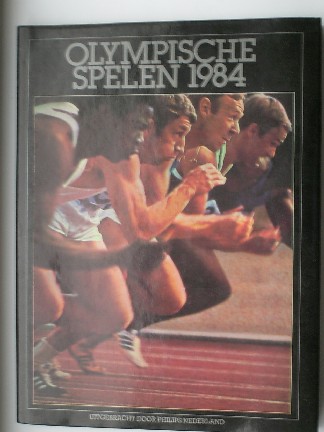 OLYMPISCHE
SPELEN 1984
UITGEBRACHT DOOR PHILIPS NEDERLAND